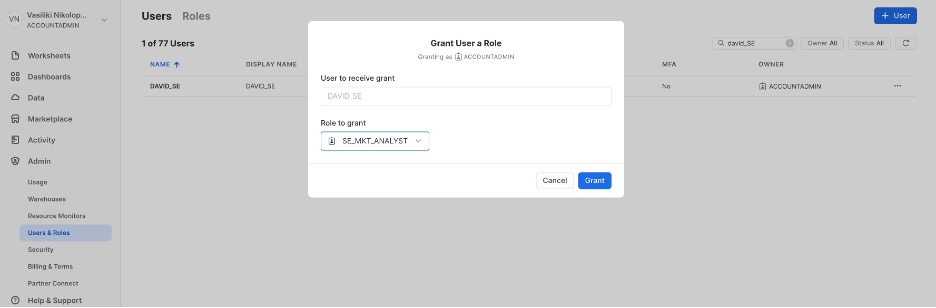 VN
Vasiliki Nikolop...
ACCOUNTADMIN
Worksheets
Dashboards
Data
Marketplace
Activity
Admin
Usage
Warehouses
Resource Monitors
Users & Roles
Security
Billing & Terms
Partner Connect
Help & Support
Users Roles
+ User
1 of 77 Users
david_SE
Owner All
Status All
NAME DISPLAY NAME MFA OWNER
DAVID_SE DAVID_SE No ACCOUNTADMIN
Grant User a Role
Granting as ACCOUNTADMIN
User to receive grant
DAVID_SE
Role to grant
SE_MKT_ANALYST
Cancel Grant